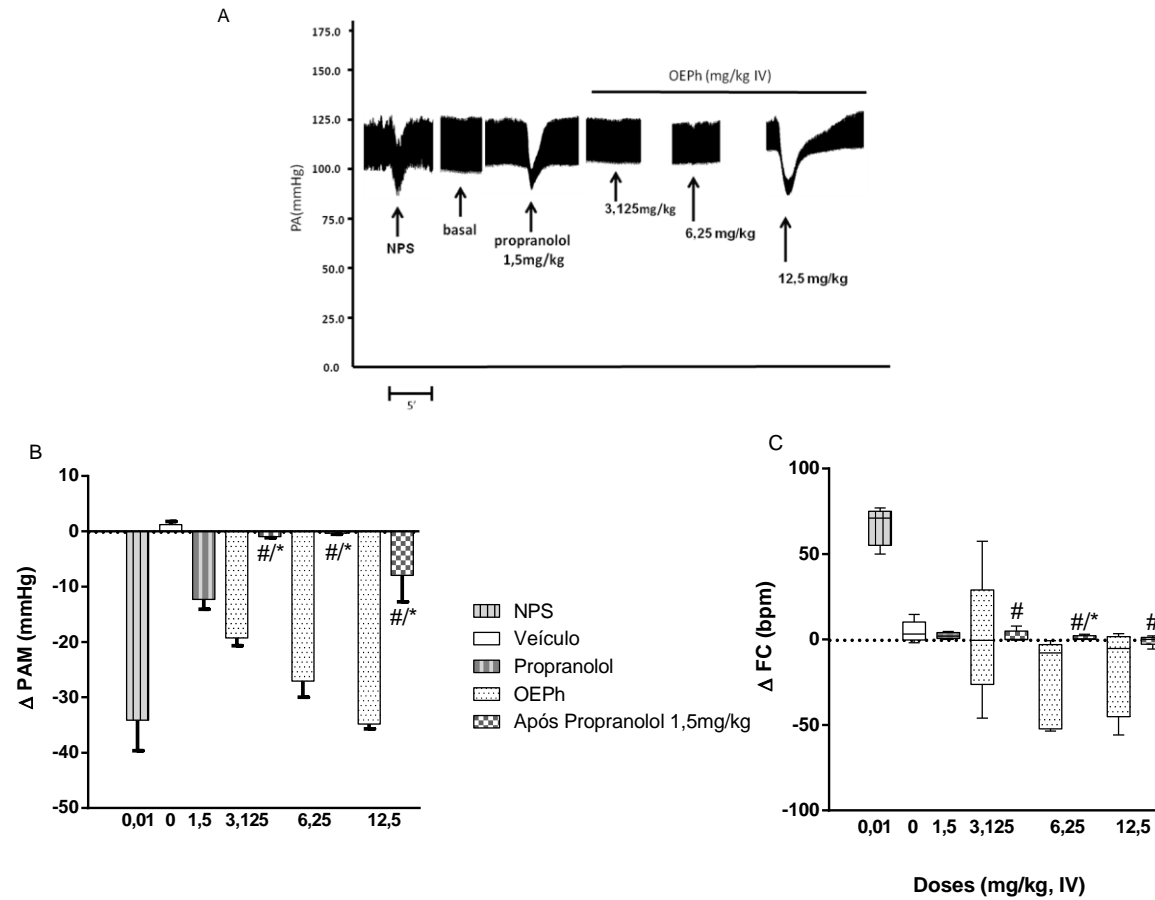 A
175.0
150.0
125.0
100.0
75.0
50.0
25.0
0.0
PA(mmHg)
OEPh (mg/kg IV)
NPS
basal
propranolol
1,5mg/kg
3,125mg/kg
6,25 mg/kg
12,5 mg/kg
5'
B
10
0
-10
-20
-30
-40
-50
Δ PAM (mmHg)
#/*
#/*
#/*
0,01 0 1,5 3,125 6,25 12,5
NPS
Veículo
Propranolol
OEPh
Após Propranolol 1,5mg/kg
C
100
50
0
-50
-100
Δ FC (bpm)
#
#/*
#
0,01 0 1,5 3,125 6,25 12,5
Doses (mg/kg, IV)